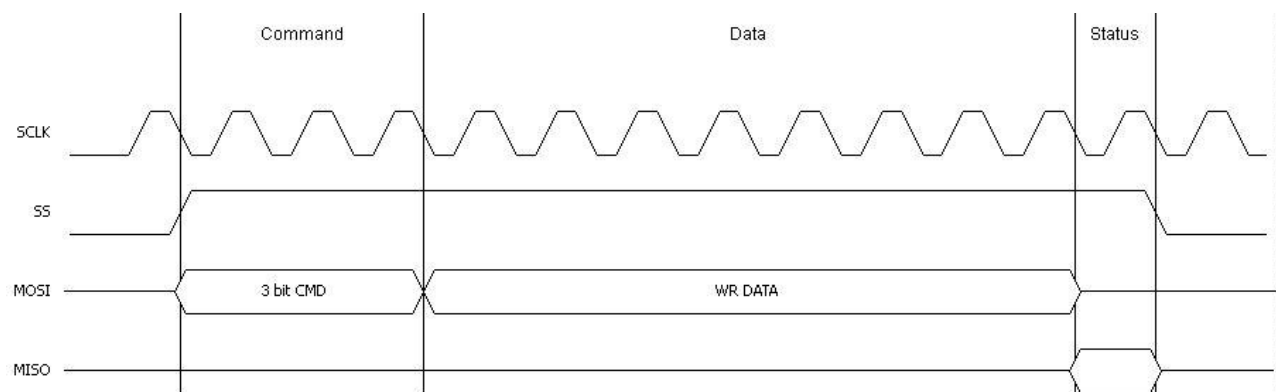 Command Data Status
SCLK
SS
MOSI 3 bit CMD WR DATA
MISO